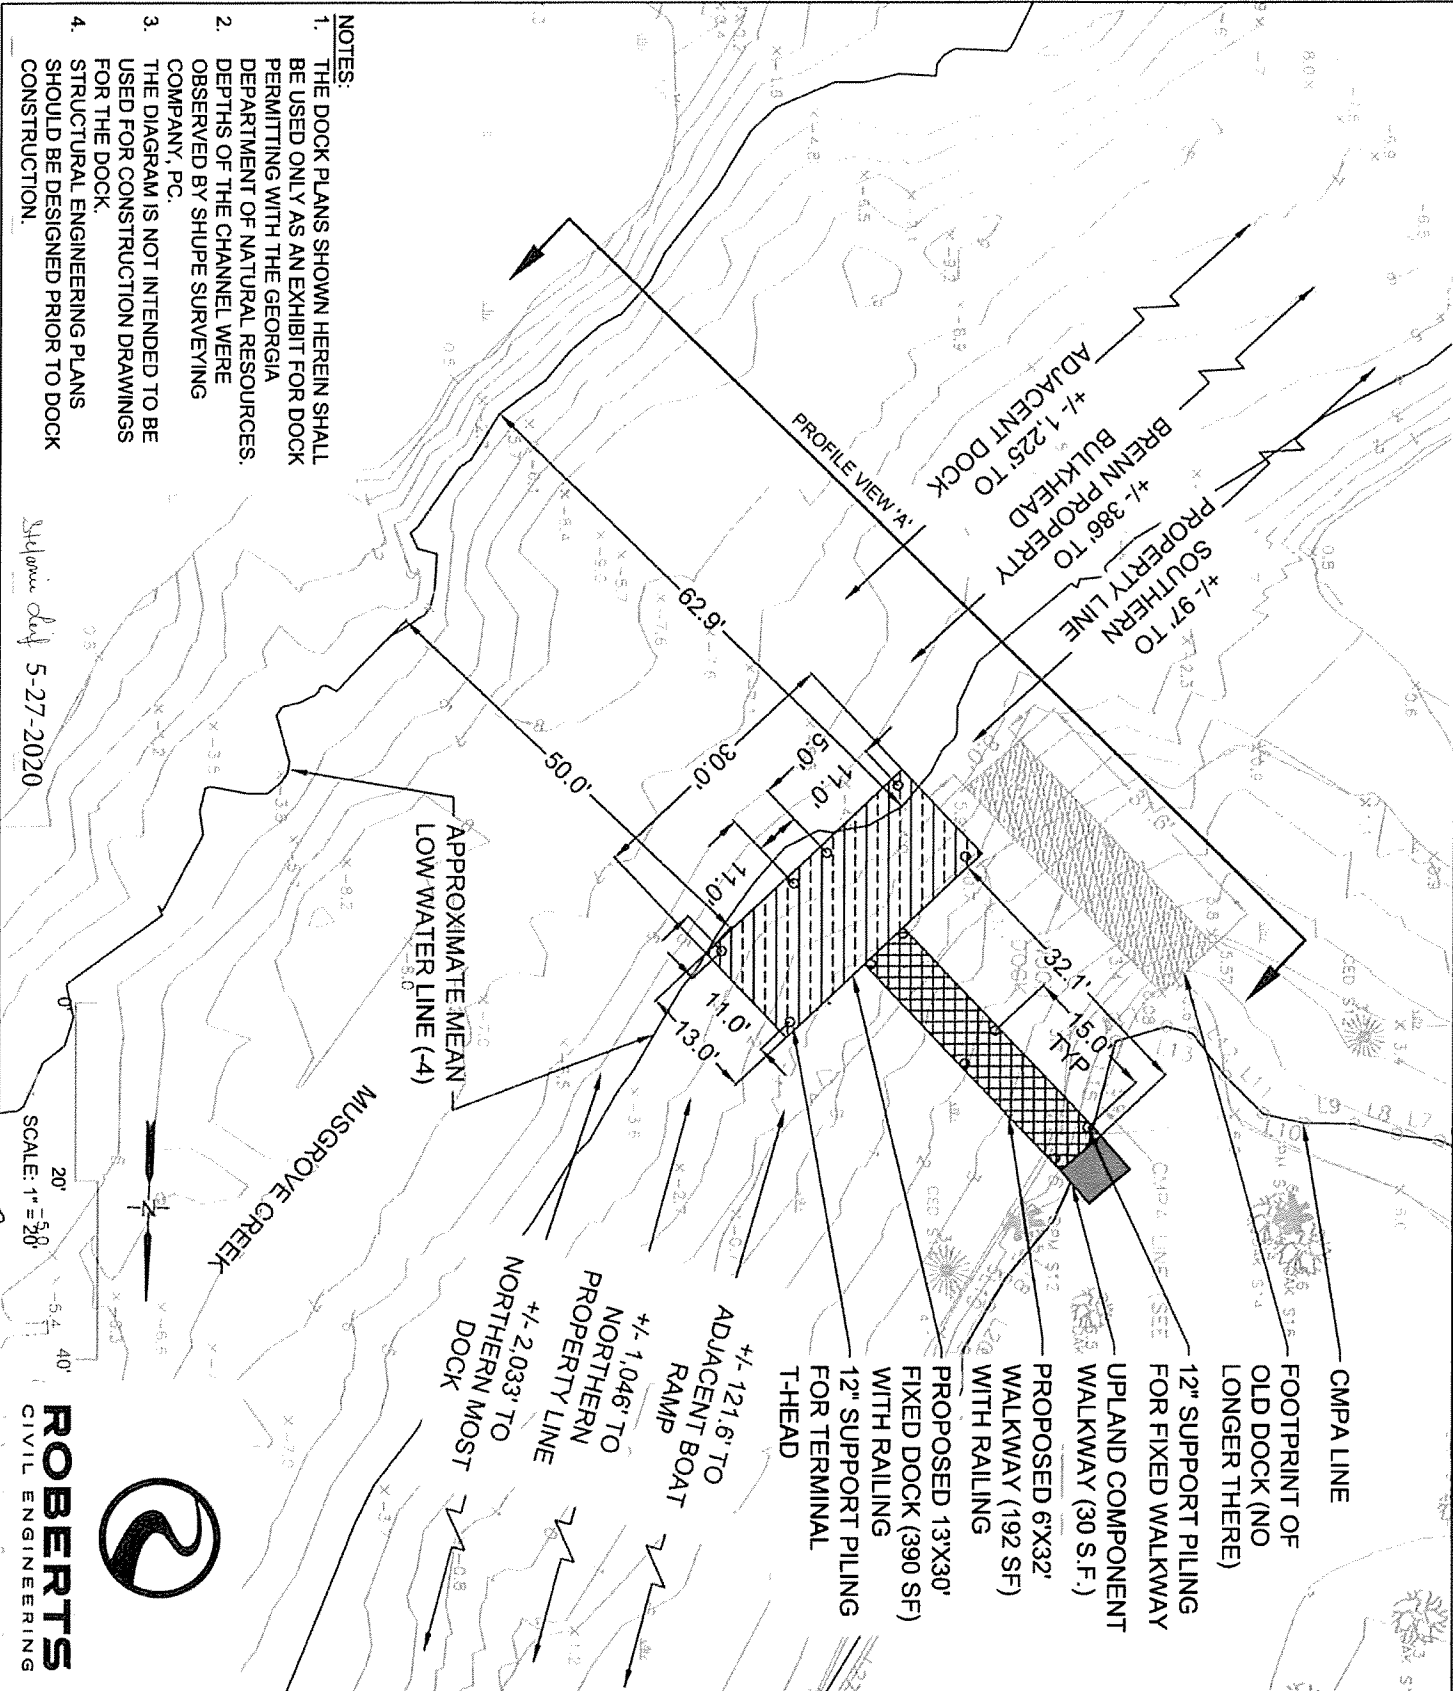 CMPA LINE
FOOTPRINT OF
OLD DOCK (NO
LONGER THERE)
12" SUPPORT PILING
FOR FIXED WALKWAY
UPLAND COMPONENT
WALKWAY (30 S.F.)
PROPOSED 6'X32'
WALKWAY (192 SF)
WITH RAILING
PROPOSED 13'X30'
FIXED DOCK (390 SF)
WITH RAILING
12" SUPPORT PILING
FOR TERMINAL
T-HEAD
+/- 97' TO
SOUTHERN
PROPERTY LINE
+/- 386' TO
BRENN PROPERTY
BULKHEAD
+/- 1,225' TO
ADJACENT DOCK
PROFILE VIEW 'A'
62.9'
50.0'
30.0'
5.0'
11.0'
11.0'
11.0'
13.0'
32.1'
15.0'
TYP
L7
L8
L9
L10
L11
L13
CMPA LINE (SEE
APPROXIMATE MEAN
LOW WATER LINE (-4)
MUSGROVE CREEK
+/- 121.6' TO
ADJACENT BOAT
RAMP
+/- 1,046' TO
NORTHERN
PROPERTY LINE
+/- 2,033' TO
NORTHERN MOST
DOCK
NOTES:
1. THE DOCK PLANS SHOWN HEREIN SHALL
BE USED ONLY AS AN EXHIBIT FOR DOCK
PERMITTING WITH THE GEORGIA
DEPARTMENT OF NATURAL RESOURCES.
2. DEPTHS OF THE CHANNEL WERE
OBSERVED BY SHUPE SURVEYING
COMPANY, PC.
3. THE DIAGRAM IS NOT INTENDED TO BE
USED FOR CONSTRUCTION DRAWINGS
FOR THE DOCK.
4. STRUCTURAL ENGINEERING PLANS
SHOULD BE DESIGNED PRIOR TO DOCK
CONSTRUCTION.
5-27-2020
N
0' 20' 40'
SCALE: 1" = 20'
ROBERTS
CIVIL ENGINEERING